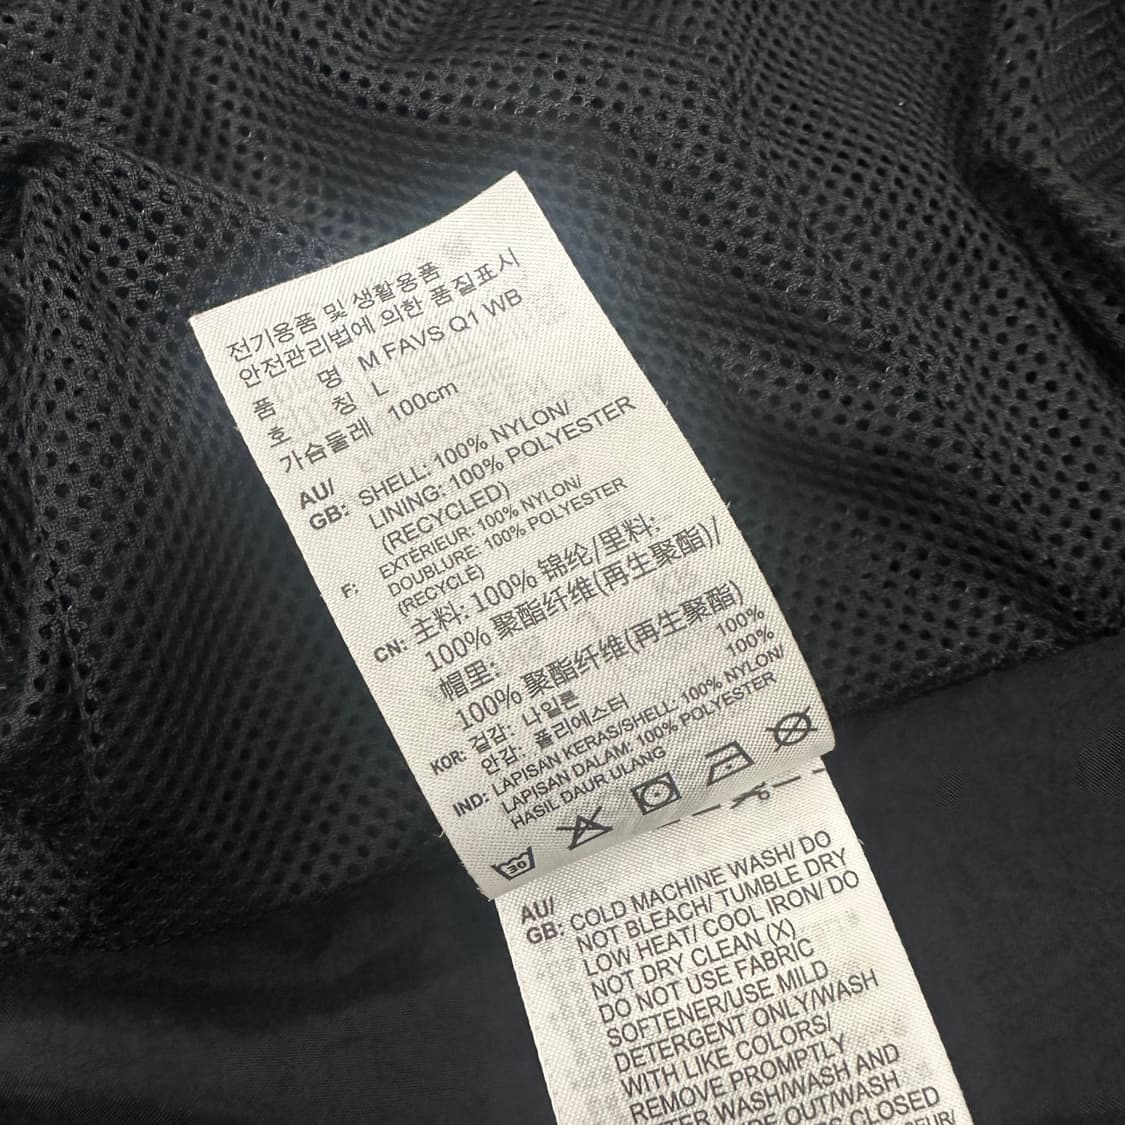 전기용품 및 생활용품
안전관리법에 의한 품질표시
품 명 M FAVS Q1 WB
호 칭 L
가슴둘레 100cm
AU/
GB: SHELL: 100% NYLON/
LINING: 100% POLYESTER
(RECYCLED)
F: EXTÉRIEUR: 100% NYLON/
DOUBLURE: 100% POLYESTER
(RECYCLÉ)
CN: 主料: 100% 锦纶/里料:
100% 聚酯纤维(再生聚酯)/
帽里:
100% 聚酯纤维(再生聚酯)
KOR: 겉감: 나일론 100%
안감: 폴리에스터 100%
IND: LAPISAN KERAS/SHELL: 100% NYLON/
LAPISAN DALAM: 100% POLYESTER
HASIL DAUR ULANG
30
AU/
GB: COLD MACHINE WASH/ DO
NOT BLEACH/ TUMBLE DRY
LOW HEAT/ COOL IRON/ DO
NOT DRY CLEAN (X)
DO NOT USE FABRIC
SOFTENER/USE MILD
DETERGENT ONLY/WASH
WITH LIKE COLORS/
REMOVE PROMPTLY
WASH/WASH AND
OUT/WASH
CLOSED